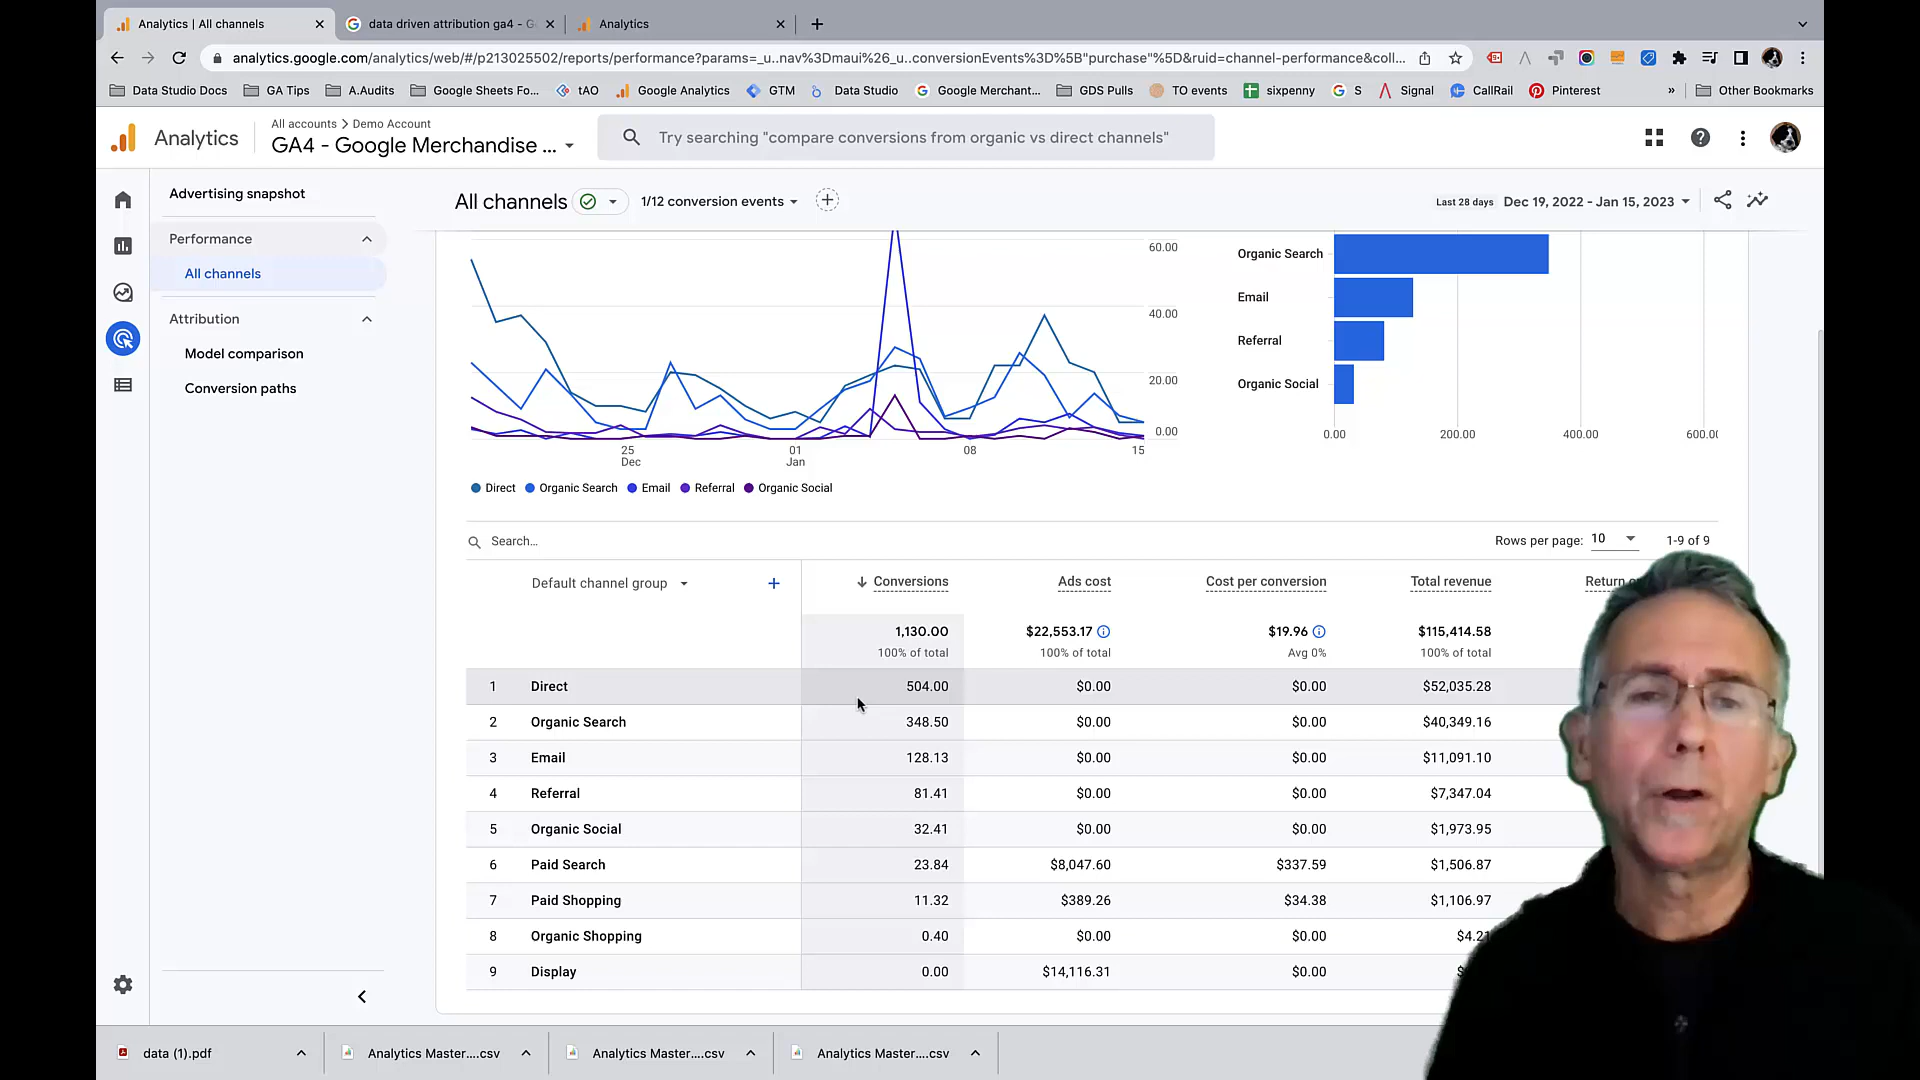 Analytics | All channels
data driven attribution ga4 - G
Analytics
analytics.google.com/analytics/web/#/p213025502/reports/performance?params=_u..nav%3Dmaui%26_u..conversionEvents%3D%5B"purchase"%5D&ruid=channel-performance&coll...
Data Studio Docs
GA Tips
A.Audits
Google Sheets Fo...
tAO
Google Analytics
GTM
Data Studio
Google Merchant...
GDS Pulls
TO events
sixpenny
S
Signal
CallRail
Pinterest
»
Other Bookmarks
Analytics
All accounts > Demo Account
GA4 - Google Merchandise ...
Try searching "compare conversions from organic vs direct channels"
Advertising snapshot
Performance
All channels
Attribution
Model comparison
Conversion paths
All channels
1/12 conversion events
Last 28 days Dec 19, 2022 - Jan 15, 2023
60.00
40.00
20.00
0.00
25
Dec
01
Jan
08
15
Direct Organic Search Email Referral Organic Social
Organic Search
Email
Referral
Organic Social
0.00 200.00 400.00 600.00
Search...
Rows per page: 10 1-9 of 9
Default channel group + Conversions Ads cost Cost per conversion Total revenue Return
1,130.00 $22,553.17 $19.96 $115,414.58
100% of total 100% of total Avg 0% 100% of total
1 Direct 504.00 $0.00 $0.00 $52,035.28
2 Organic Search 348.50 $0.00 $0.00 $40,349.16
3 Email 128.13 $0.00 $0.00 $11,091.10
4 Referral 81.41 $0.00 $0.00 $7,347.04
5 Organic Social 32.41 $0.00 $0.00 $1,973.95
6 Paid Search 23.84 $8,047.60 $337.59 $1,506.87
7 Paid Shopping 11.32 $389.26 $34.38 $1,106.97
8 Organic Shopping 0.40 $0.00 $0.00 $4.21
9 Display 0.00 $14,116.31 $0.00
data (1).pdf
Analytics Master....csv
Analytics Master....csv
Analytics Master....csv